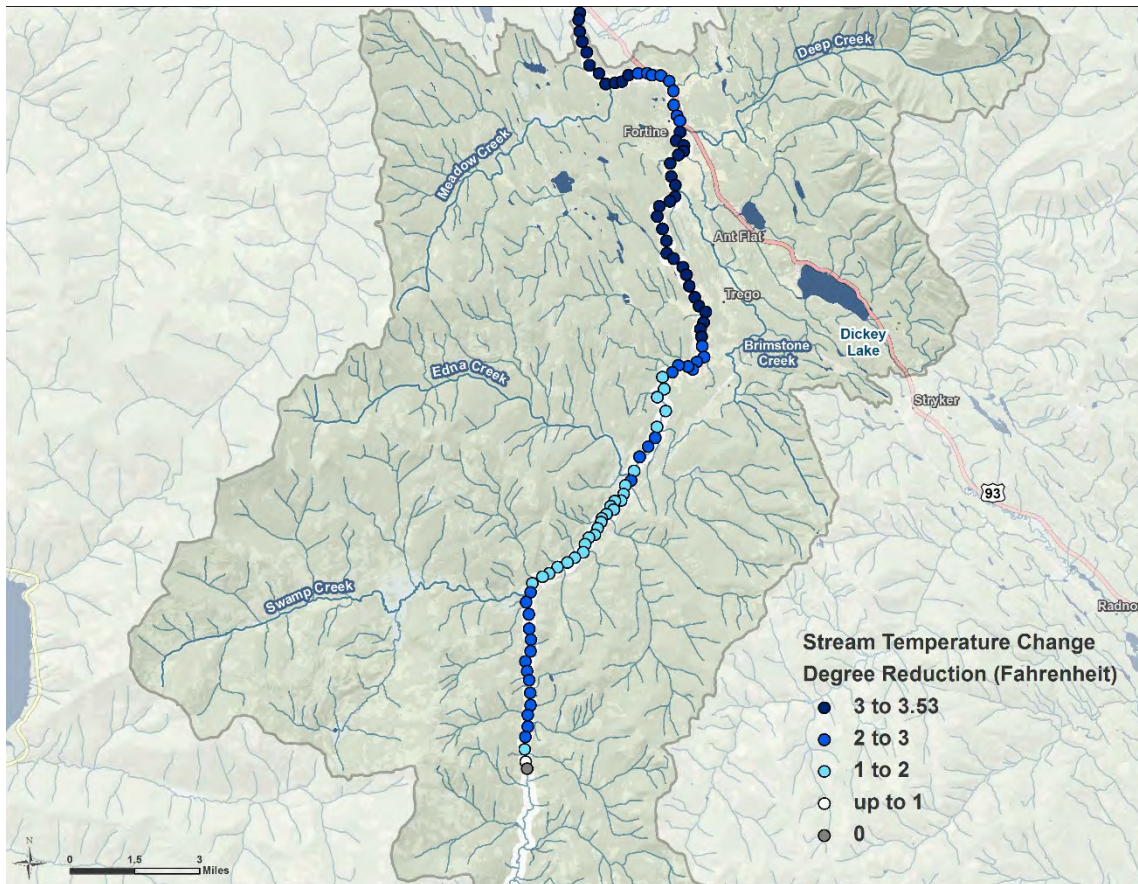 Deep Creek
Fortine
Meadow Creek
Ant Flat
Trego
Dickey
Lake
Brimstone
Creek
Edna Creek
Stryker
93
Swamp Creek
Radno
Stream Temperature Change
Degree Reduction (Fahrenheit)
3 to 3.53
2 to 3
1 to 2
up to 1
0
N
0 1.5 3
Miles